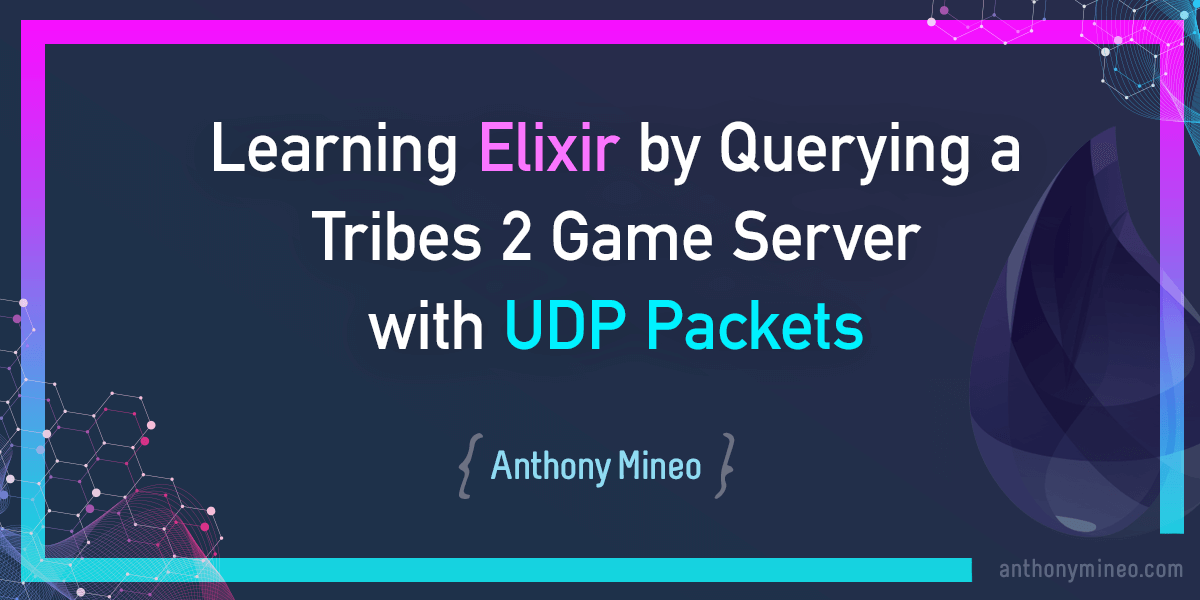 Learning Elixir by Querying a
Tribes 2 Game Server
with UDP Packets
{ Anthony Mineo }
anthonymineo.com